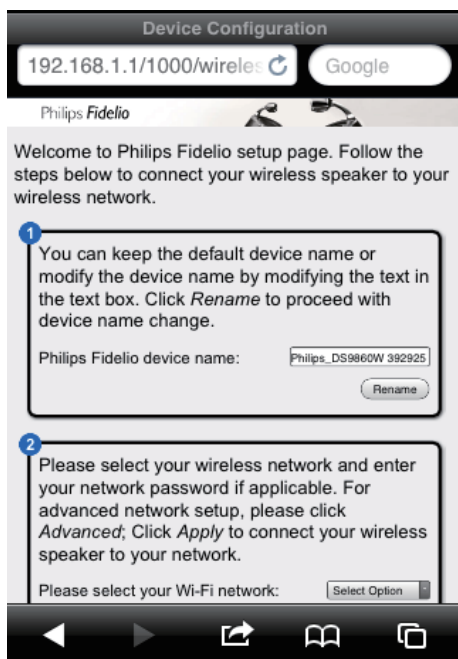 Device Configuration
192.168.1.1/1000/wireles
Google
Philips Fidelio
Welcome to Philips Fidelio setup page. Follow the
steps below to connect your wireless speaker to your
wireless network.
1
You can keep the default device name or
modify the device name by modifying the text in
the text box. Click Rename to proceed with
device name change.
Philips Fidelio device name: Philips_DS9860W 392925
Rename
2
Please select your wireless network and enter
your network password if applicable. For
advanced network setup, please click
Advanced; Click Apply to connect your wireless
speaker to your network.
Please select your Wi-Fi network: Select Option